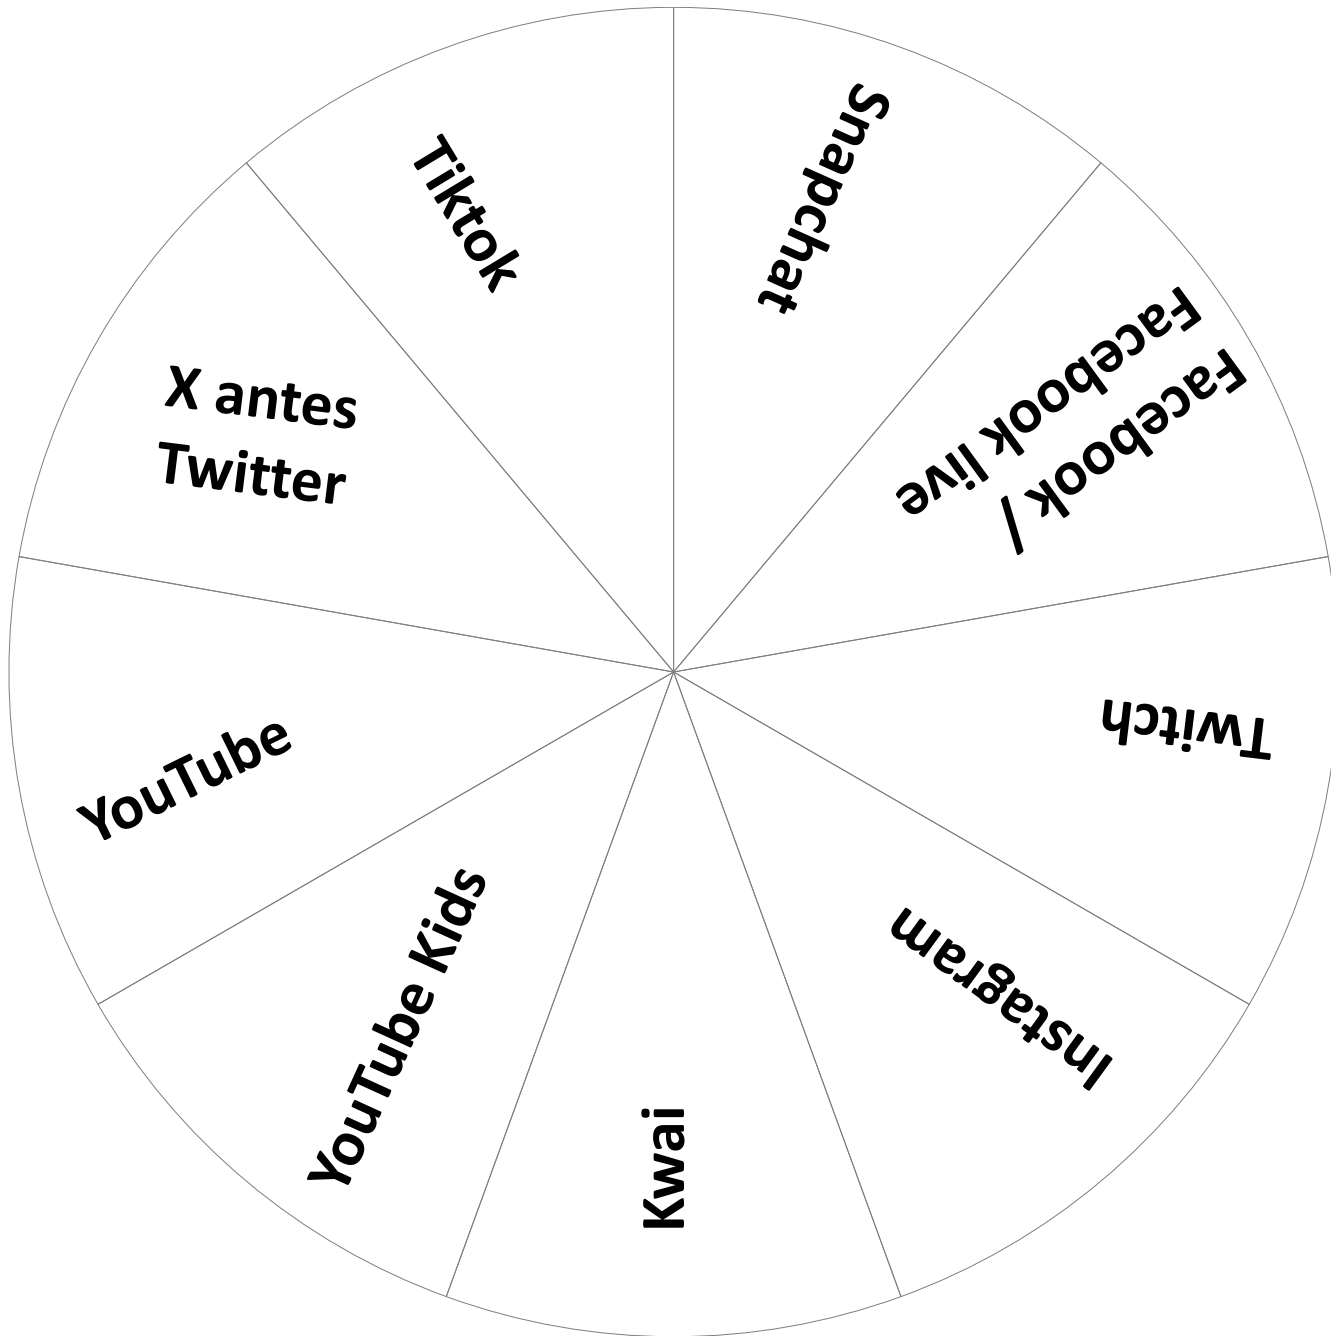 Snapchat
Facebook /
Facebook live
Twitch
Instagram
Kwai
YouTube Kids
YouTube
X antes
Twitter
Tiktok